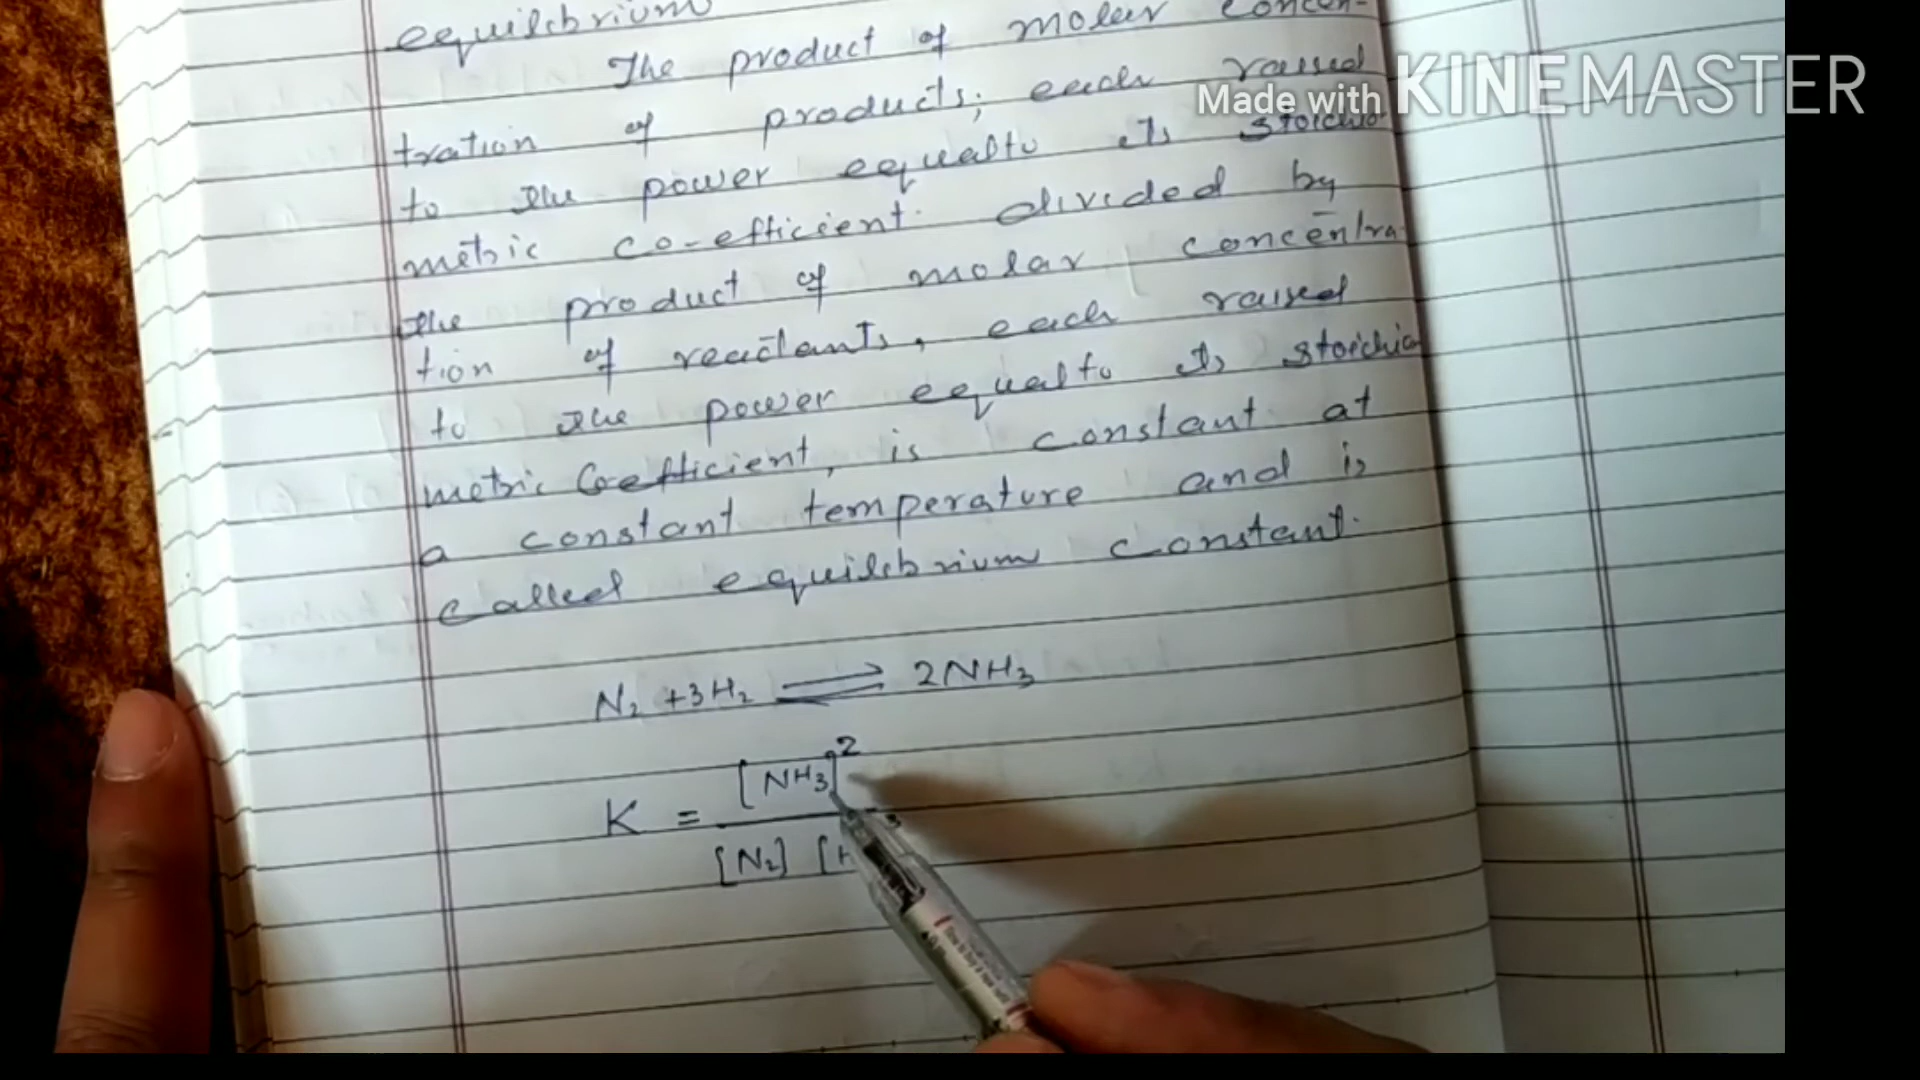 equilibrium
The product of molar concen-
tration of products, each raised
to the power equal to its stoichio
metric co-efficient divided by
the product of molar concentra
tion of reactants, each raised
to the power equal to its stoichio
metric Coefficient, is constant at
a constant temperature and is
called equilibrium constant.
N₂ + 3H₂ ⇌ 2NH₃
K = [NH₃]²
[N₂] [H
Made with KINEMASTER